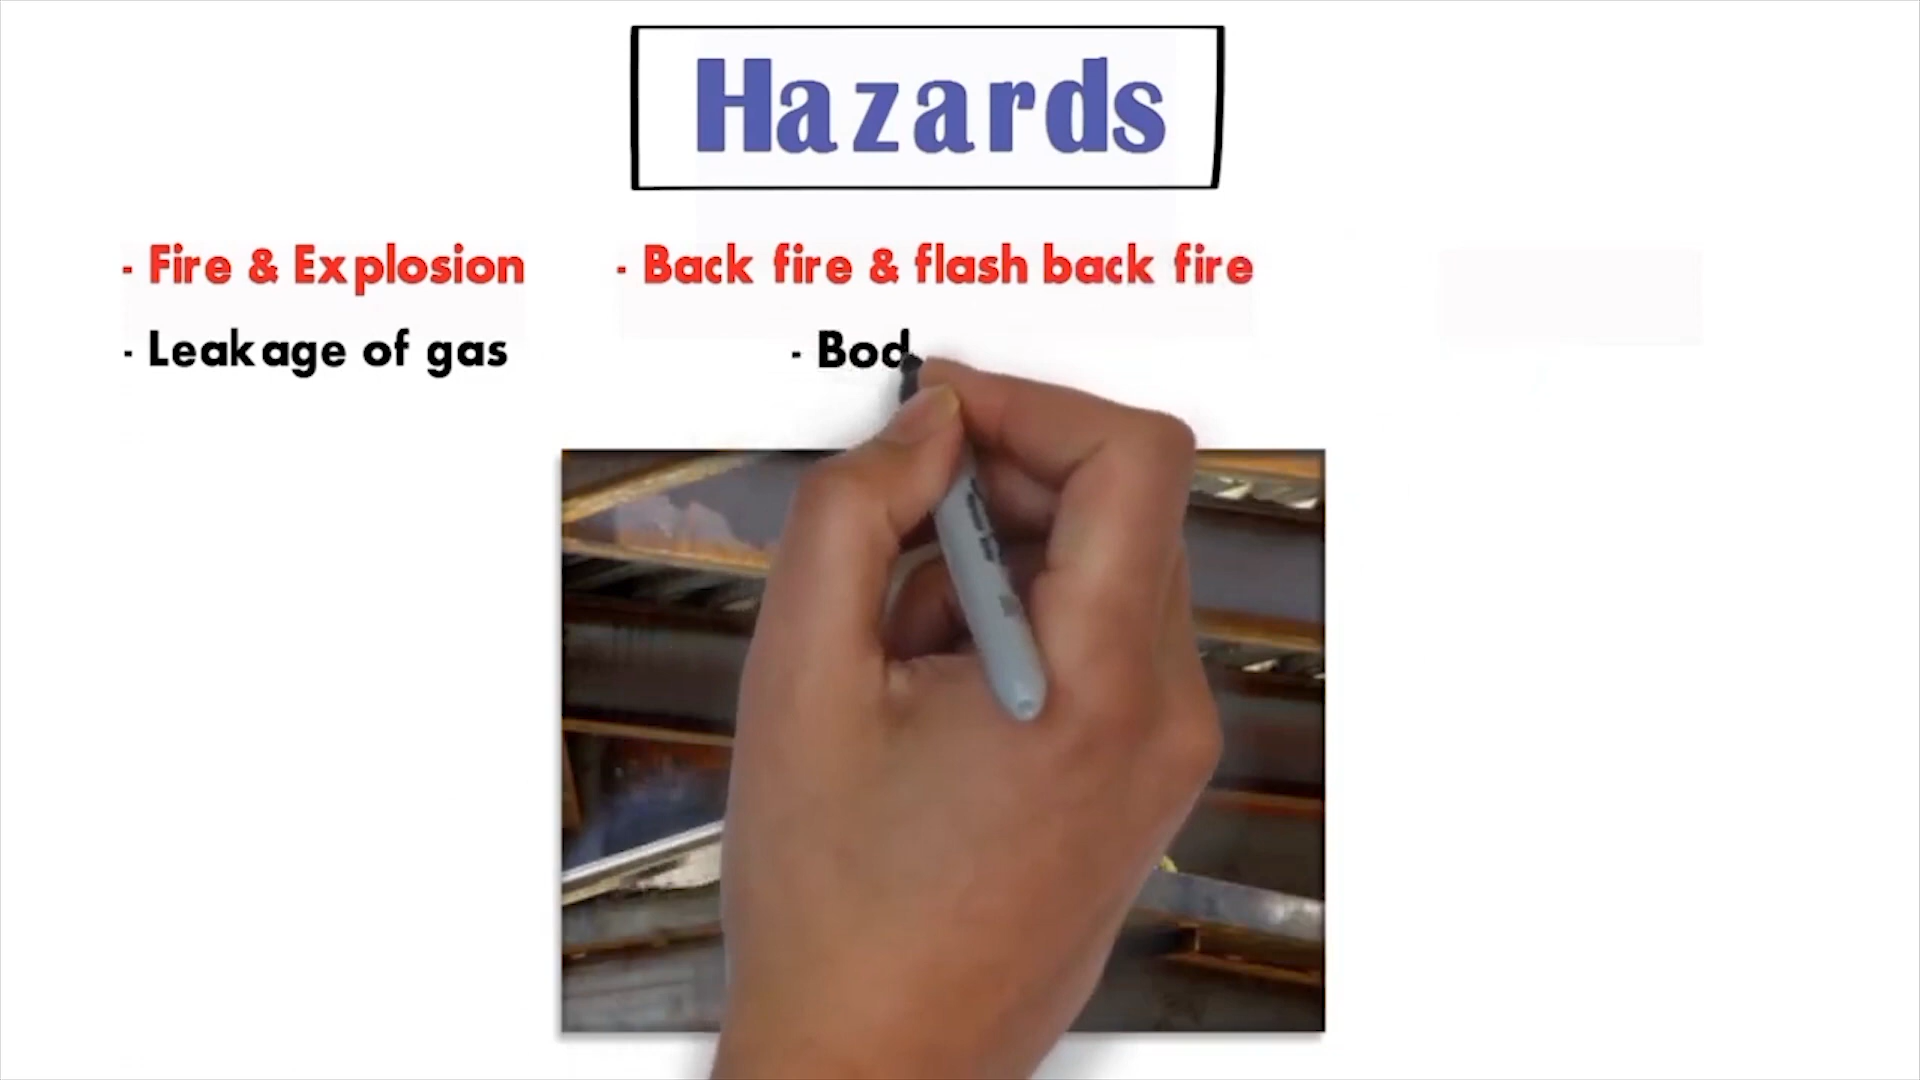 Hazards
- Fire & Explosion - Back fire & flash back fire
- Leakage of gas - Bod